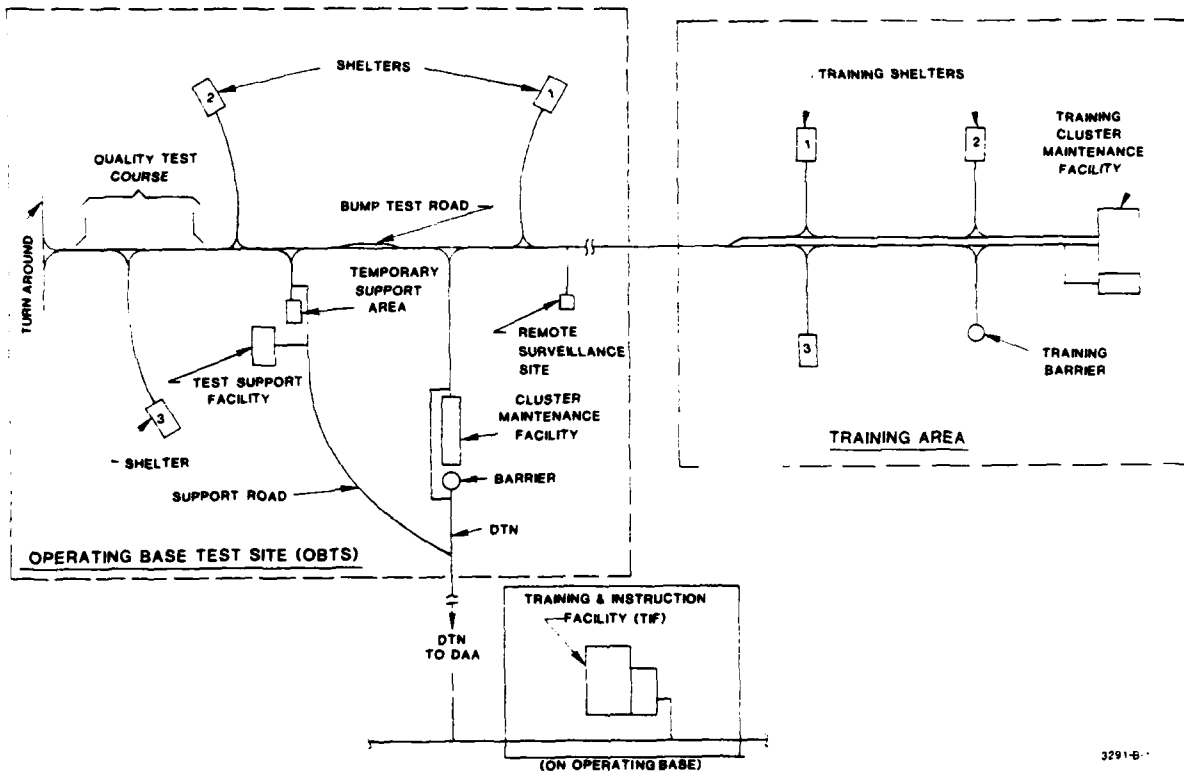 SHELTERS
2
1
QUALITY TEST
COURSE
BUMP TEST ROAD
TURN AROUND
TEMPORARY
SUPPORT
AREA
REMOTE
SURVEILLANCE
SITE
TEST SUPPORT
FACILITY
3
SHELTER
CLUSTER
MAINTENANCE
FACILITY
SUPPORT ROAD
BARRIER
DTN
OPERATING BASE TEST SITE (OBTS)
TRAINING SHELTERS
1
2
TRAINING
CLUSTER
MAINTENANCE
FACILITY
3
TRAINING
BARRIER
TRAINING AREA
DTN
TO DAA
TRAINING & INSTRUCTION
FACILITY (TIF)
(ON OPERATING BASE)
3291-B